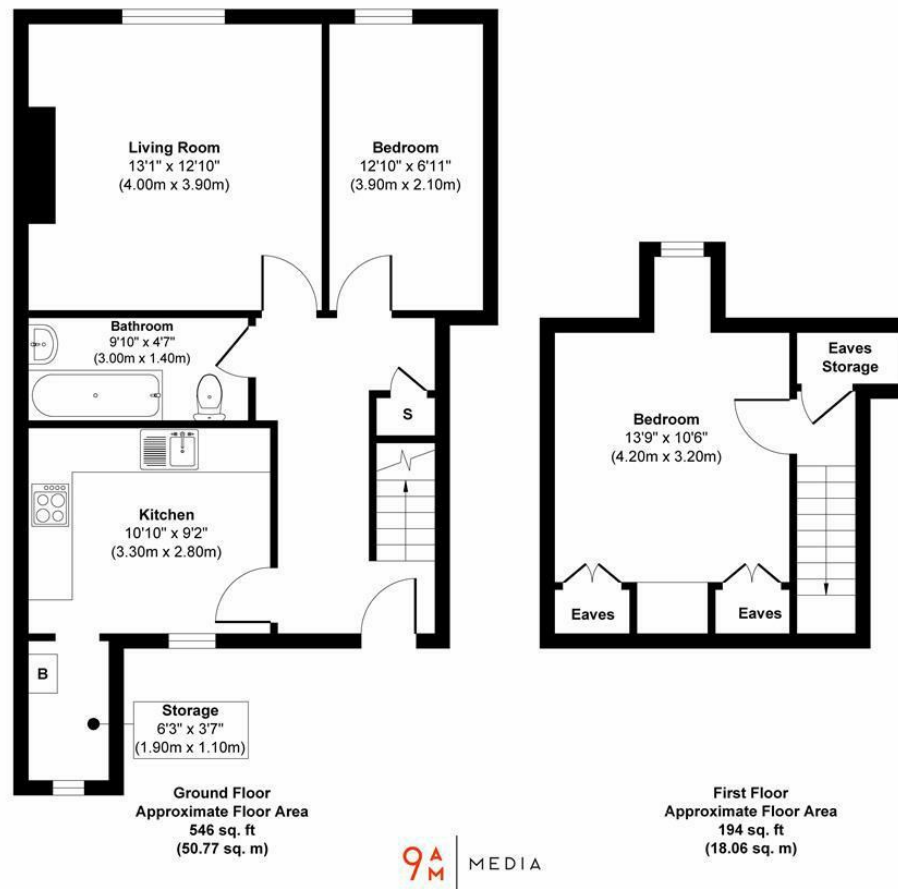 Living Room
13'1" x 12'10"
(4.00m x 3.90m)
Bedroom
12'10" x 6'11"
(3.90m x 2.10m)
Bathroom
9'10" x 4'7"
(3.00m x 1.40m)
S
Kitchen
10'10" x 9'2"
(3.30m x 2.80m)
B
Storage
6'3" x 3'7"
(1.90m x 1.10m)
Ground Floor
Approximate Floor Area
546 sq. ft
(50.77 sq. m)
Eaves
Storage
Bedroom
13'9" x 10'6"
(4.20m x 3.20m)
Eaves
Eaves
First Floor
Approximate Floor Area
194 sq. ft
(18.06 sq. m)
9AM MEDIA